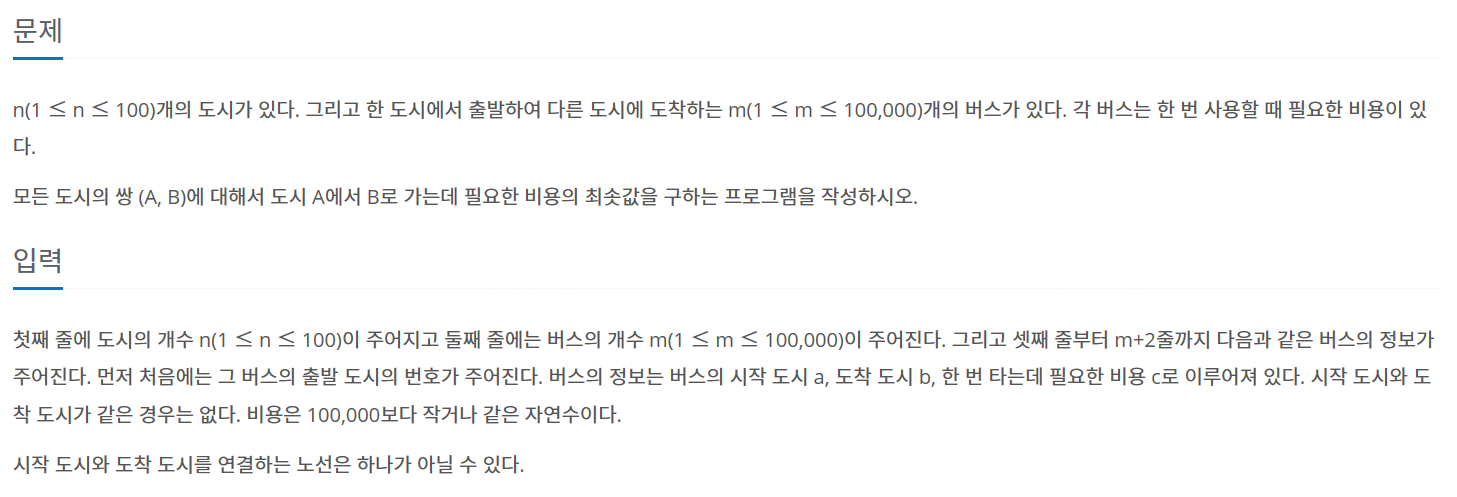 문제
n(1 ≤ n ≤ 100)개의 도시가 있다. 그리고 한 도시에서 출발하여 다른 도시에 도착하는 m(1 ≤ m ≤ 100,000)개의 버스가 있다. 각 버스는 한 번 사용할 때 필요한 비용이 있
다.
모든 도시의 쌍 (A, B)에 대해서 도시 A에서 B로 가는데 필요한 비용의 최솟값을 구하는 프로그램을 작성하시오.
입력
첫째 줄에 도시의 개수 n(1 ≤ n ≤ 100)이 주어지고 둘째 줄에는 버스의 개수 m(1 ≤ m ≤ 100,000)이 주어진다. 그리고 셋째 줄부터 m+2줄까지 다음과 같은 버스의 정보가
주어진다. 먼저 처음에는 그 버스의 출발 도시의 번호가 주어진다. 버스의 정보는 버스의 시작 도시 a, 도착 도시 b, 한 번 타는데 필요한 비용 c로 이루어져 있다. 시작 도시와 도
착 도시가 같은 경우는 없다. 비용은 100,000보다 작거나 같은 자연수이다.
시작 도시와 도착 도시를 연결하는 노선은 하나가 아닐 수 있다.